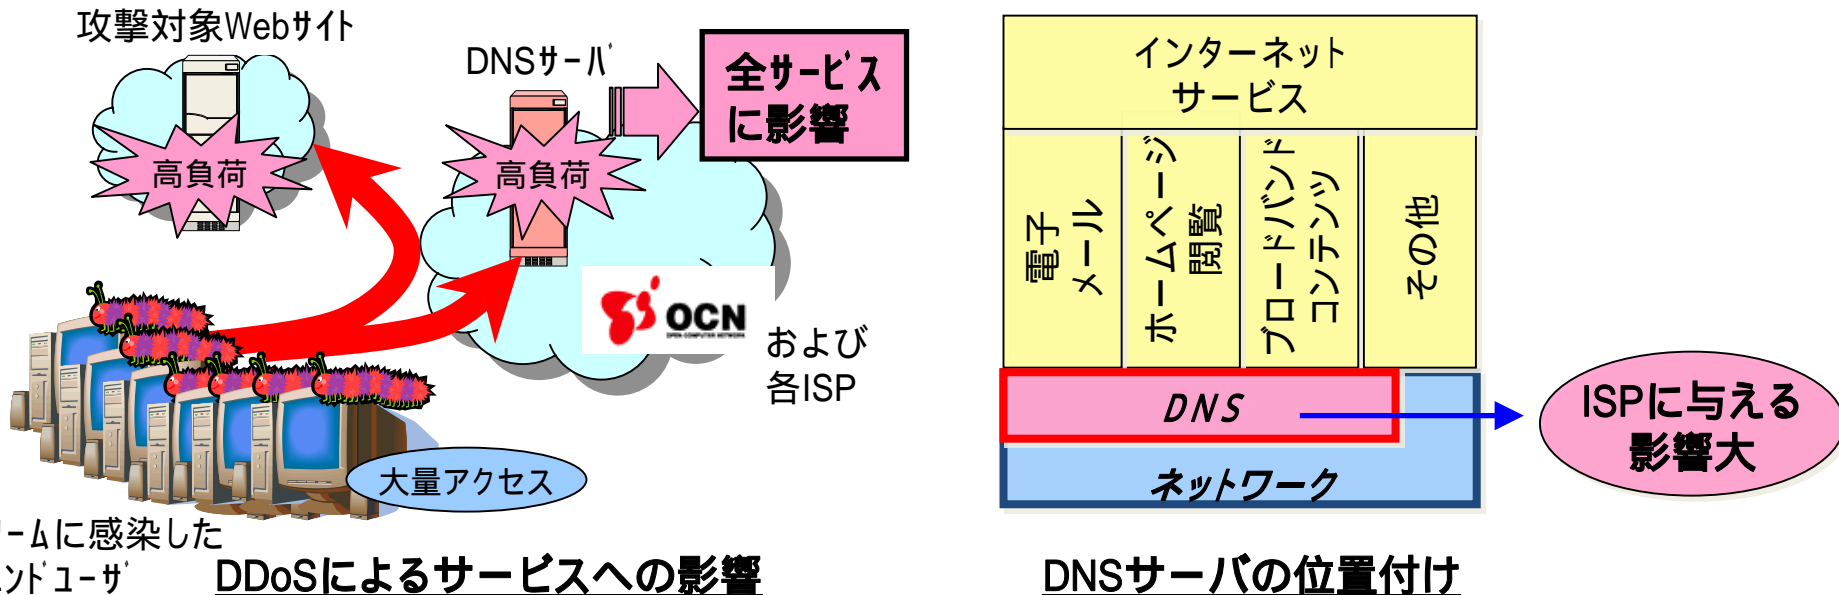 攻撃対象Webｻｲﾄ
DNSｻｰﾊﾞ
全ｻｰﾋﾞｽ
に影響
高負荷
高負荷
OCN
OPEN COMPUTER NETWORK
および
各ISP
大量アクセス
ｰﾑに感染した
ﾝﾄﾞﾕｰｻﾞ
DDoSによるサービスへの影響
インターネット
サービス
電子
メール
ホームページ
閲覧
ブロードバンド
コンテンツ
その他
DNS
ネットワーク
ISPに与える
影響大
DNSサーバの位置付け